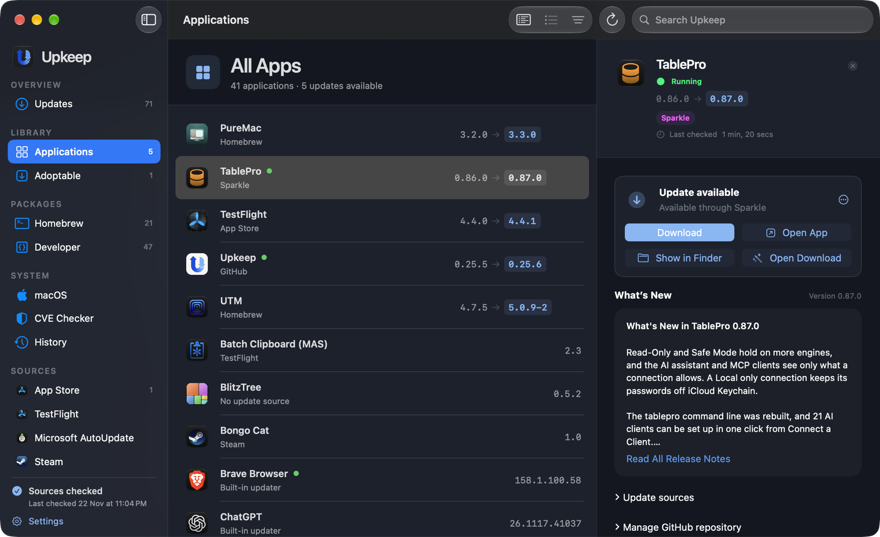 Applications
Search Upkeep
Upkeep
OVERVIEW
Updates 71
LIBRARY
Applications 5
Adoptable 1
PACKAGES
Homebrew 21
Developer 47
SYSTEM
macOS
CVE Checker
History
SOURCES
App Store 1
TestFlight
Microsoft AutoUpdate
Steam
Sources checked
Last checked 22 Nov at 11:04 PM
Settings
All Apps
41 applications · 5 updates available
PureMac
Homebrew
3.2.0 → 3.3.0
TablePro
Sparkle
0.86.0 → 0.87.0
TestFlight
App Store
4.4.0 → 4.4.1
Upkeep
GitHub
0.25.5 → 0.25.6
UTM
Homebrew
4.7.5 → 5.0.9-2
Batch Clipboard (MAS)
TestFlight
2.3
BlitzTree
No update source
0.5.2
Bongo Cat
Steam
1.0
Brave Browser
Built-in updater
158.1.100.58
ChatGPT
Built-in updater
26.1117.41037
TablePro
Running
0.86.0 → 0.87.0
Sparkle
Last checked 1 min, 20 secs
Update available
Available through Sparkle
Download
Open App
Show in Finder
Open Download
What's New
Version 0.87.0
What's New in TablePro 0.87.0
Read-Only and Safe Mode hold on more engines,
and the AI assistant and MCP clients see only what a
connection allows. A Local only connection keeps its
passwords off iCloud Keychain.
The tablepro command line was rebuilt, and 21 AI
clients can be set up in one click from Connect a
Client....
Read All Release Notes
Update sources
Manage GitHub repository